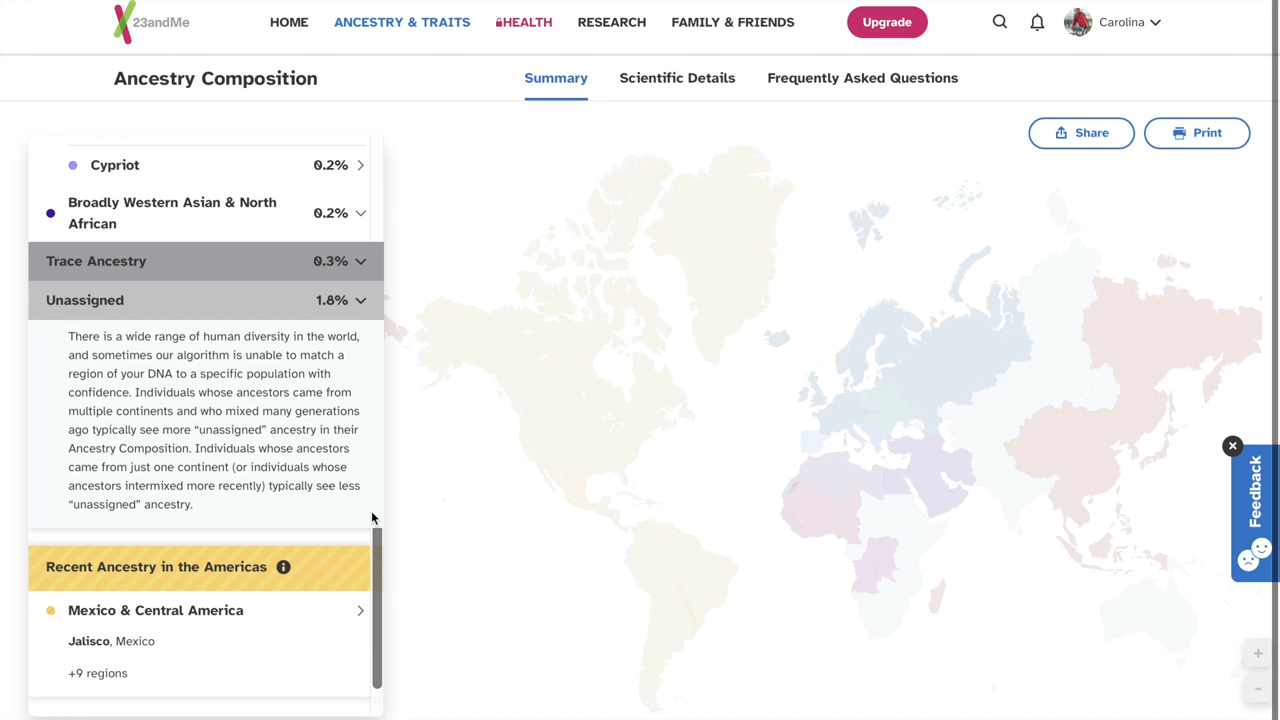 23andMe
HOME
ANCESTRY & TRAITS
HEALTH
RESEARCH
FAMILY & FRIENDS
Upgrade
Carolina
Ancestry Composition
Summary
Scientific Details
Frequently Asked Questions
Share
Print
Cypriot 0.2%
Broadly Western Asian & North
African 0.2%
Trace Ancestry 0.3%
Unassigned 1.8%
There is a wide range of human diversity in the world,
and sometimes our algorithm is unable to match a
region of your DNA to a specific population with
confidence. Individuals whose ancestors came from
multiple continents and who mixed many generations
ago typically see more “unassigned” ancestry in their
Ancestry Composition. Individuals whose ancestors
came from just one continent (or individuals whose
ancestors intermixed more recently) typically see less
“unassigned” ancestry.
Recent Ancestry in the Americas
Mexico & Central America
Jalisco, Mexico
+9 regions
Feedback
+
-